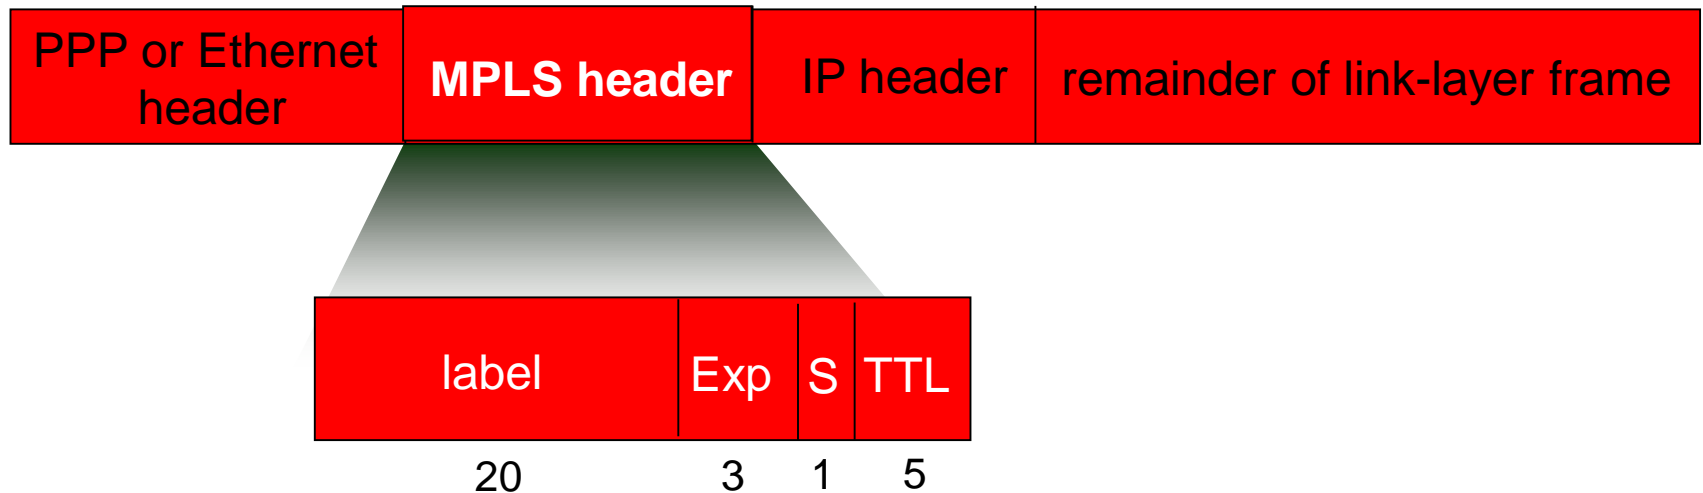 PPP or Ethernet
header
MPLS header
IP header
remainder of link-layer frame
label
Exp
S
TTL
20
3
1
5